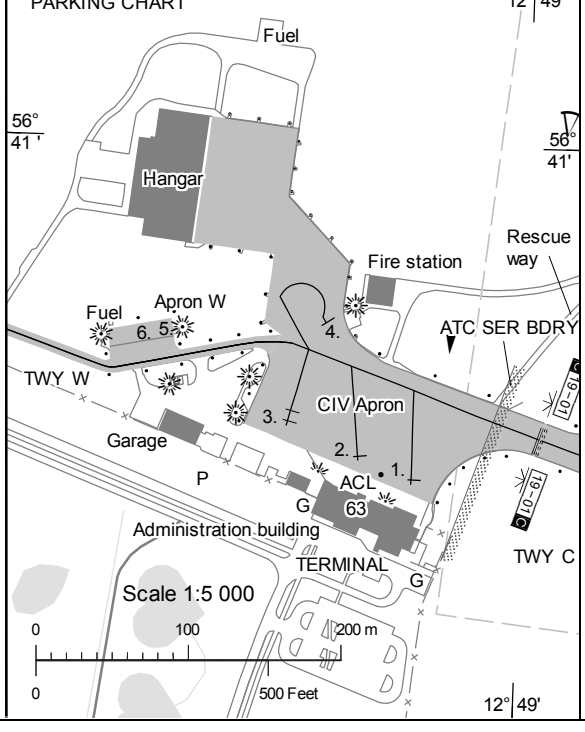 PARKING CHART
12° 49'
Fuel
56°
41'
56°
41'
Hangar
Rescue
way
Fire station
Fuel
Apron W
6. 5.
4.
ATC SER BDRY
TWY W
3.
CIV Apron
2.
1.
C 19-01
19-01 C
Garage
P
ACL
63
G
Administration building
TWY C
TERMINAL
G
Scale 1:5 000
0 100 200 m
0 500 Feet
12° 49'